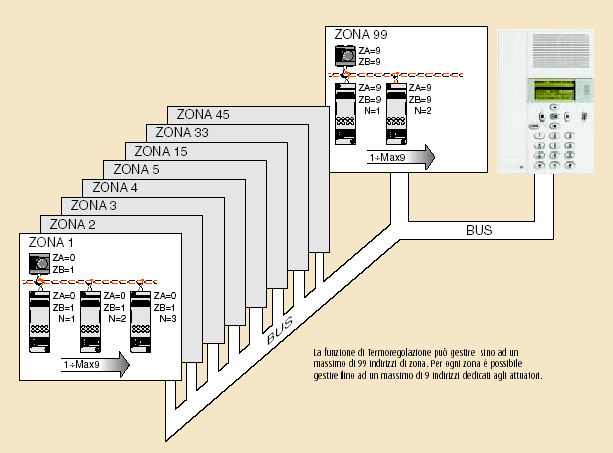 ZONA 99
ZA=9
ZB=9
ZA=9
ZB=9
N=1
ZA=9
ZB=9
N=2
1÷Max9
ZONA 45
ZONA 33
ZONA 15
ZONA 5
ZONA 4
ZONA 3
ZONA 2
ZONA 1
ZA=0
ZB=1
ZA=0
ZB=1
N=1
ZA=0
ZB=1
N=2
ZA=0
ZB=1
N=3
1÷Max9
BUS
BUS
La funzione di Termoregolazione può gestire sino ad un
massimo di 99 indirizzi di zona. Per ogni zona è possibile
gestire fino ad un massimo di 9 indirizzi dedicati agli attuatori.